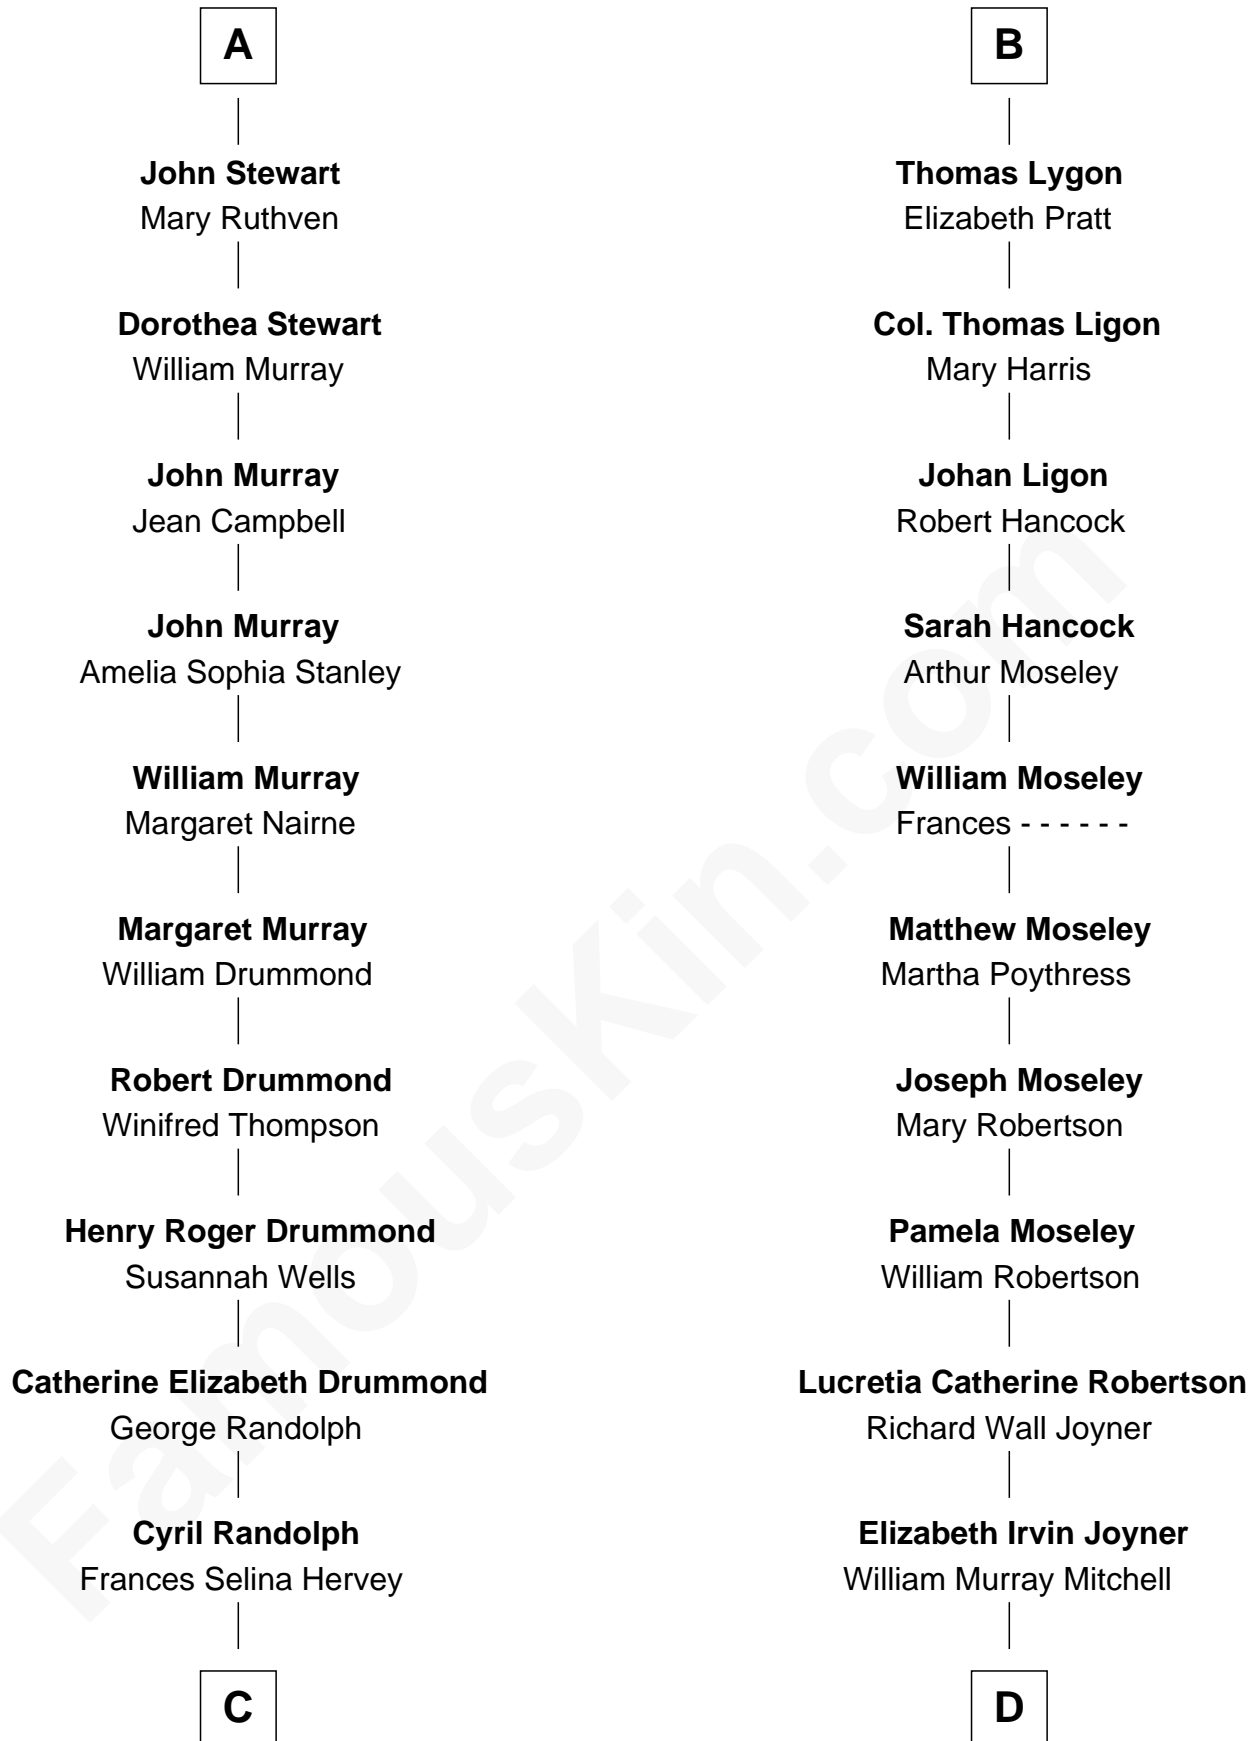 A
John Stewart
Mary Ruthven
Dorothea Stewart
William Murray
John Murray
Jean Campbell
John Murray
Amelia Sophia Stanley
William Murray
Margaret Nairne
Margaret Murray
William Drummond
Robert Drummond
Winifred Thompson
Henry Roger Drummond
Susannah Wells
Catherine Elizabeth Drummond
George Randolph
Cyril Randolph
Frances Selina Hervey
C
B
Thomas Lygon
Elizabeth Pratt
Col. Thomas Ligon
Mary Harris
Johan Ligon
Robert Hancock
Sarah Hancock
Arthur Moseley
William Moseley
Frances - - - - - -
Matthew Moseley
Martha Poythress
Joseph Moseley
Mary Robertson
Pamela Moseley
William Robertson
Lucretia Catherine Robertson
Richard Wall Joyner
Elizabeth Irvin Joyner
William Murray Mitchell
D
FamousKin.com